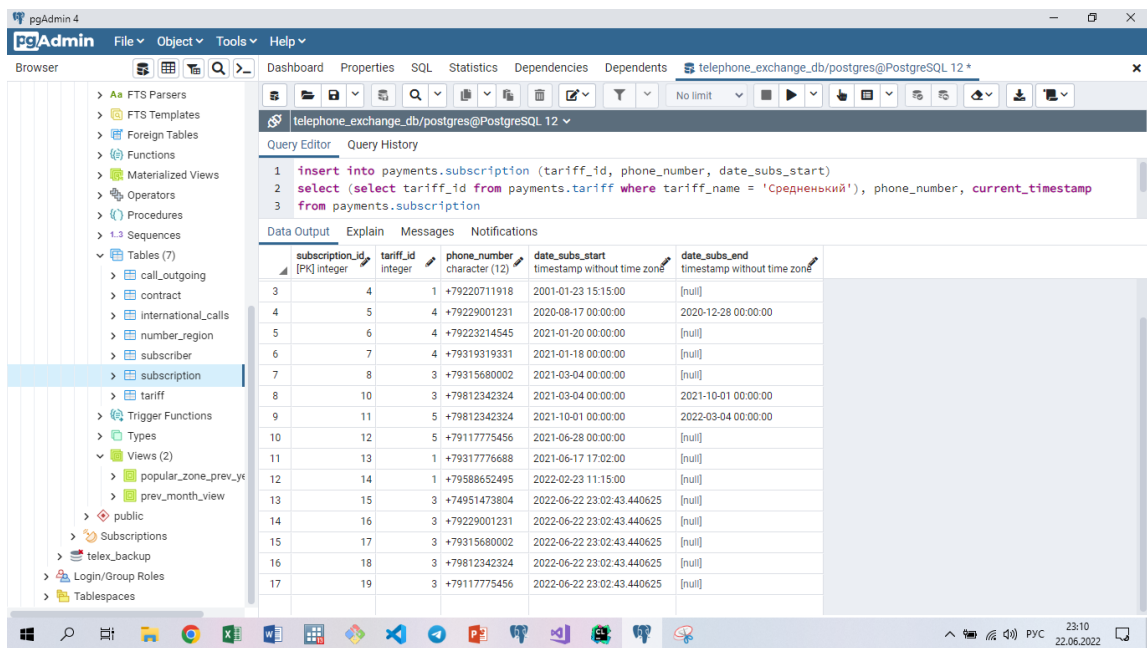 pgAdmin 4
pgAdmin File Object Tools Help
Browser
Dashboard Properties SQL Statistics Dependencies Dependents telephone_exchange_db/postgres@PostgreSQL 12 *
No limit
telephone_exchange_db/postgres@PostgreSQL 12
Query Editor Query History
1 insert into payments.subscription (tariff_id, phone_number, date_subs_start)
2 select (select tariff_id from payments.tariff where tariff_name = 'Средненький'), phone_number, current_timestamp
3 from payments.subscription
Data Output Explain Messages Notifications
subscription_id tariff_id phone_number date_subs_start date_subs_end
[PK] integer integer character (12) timestamp without time zone timestamp without time zone
3 4 1 +79220711918 2001-01-23 15:15:00 [null]
4 5 4 +79229001231 2020-08-17 00:00:00 2020-12-28 00:00:00
5 6 4 +79223214545 2021-01-20 00:00:00 [null]
6 7 4 +79319319331 2021-01-18 00:00:00 [null]
7 8 3 +79315680002 2021-03-04 00:00:00 [null]
8 10 3 +79812342324 2021-03-04 00:00:00 2021-10-01 00:00:00
9 11 5 +79812342324 2021-10-01 00:00:00 2022-03-04 00:00:00
10 12 5 +79117775456 2021-06-28 00:00:00 [null]
11 13 1 +79317776688 2021-06-17 17:02:00 [null]
12 14 1 +79588652495 2022-02-23 11:15:00 [null]
13 15 3 +74951473804 2022-06-22 23:02:43.440625 [null]
14 16 3 +79229001231 2022-06-22 23:02:43.440625 [null]
15 17 3 +79315680002 2022-06-22 23:02:43.440625 [null]
16 18 3 +79812342324 2022-06-22 23:02:43.440625 [null]
17 19 3 +79117775456 2022-06-22 23:02:43.440625 [null]
FTS Parsers
FTS Templates
Foreign Tables
Functions
Materialized Views
Operators
Procedures
Sequences
Tables (7)
call_outgoing
contract
international_calls
number_region
subscriber
subscription
tariff
Trigger Functions
Types
Views (2)
popular_zone_prev_ye
prev_month_view
public
Subscriptions
telex_backup
Login/Group Roles
Tablespaces
РУС
23:10
22.06.2022